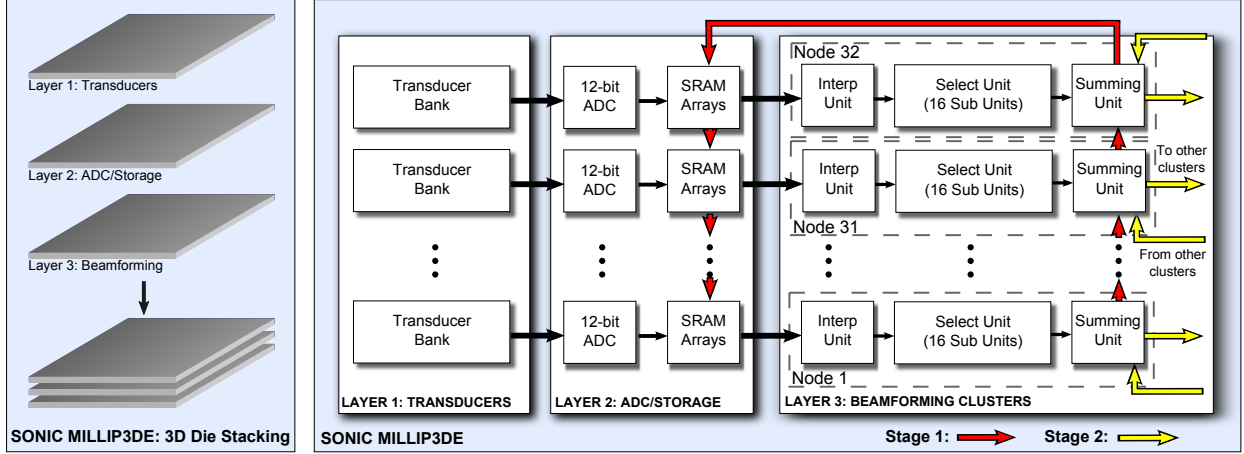 Layer 1: Transducers
Layer 2: ADC/Storage
Layer 3: Beamforming
SONIC MILLIP3DE: 3D Die Stacking
Transducer
Bank
12-bit
ADC
SRAM
Arrays
Node 32
Interp
Unit
Select Unit
(16 Sub Units)
Summing
Unit
Transducer
Bank
12-bit
ADC
SRAM
Arrays
Interp
Unit
Select Unit
(16 Sub Units)
Summing
Unit
Node 31
To other
clusters
From other
clusters
Transducer
Bank
12-bit
ADC
SRAM
Arrays
Interp
Unit
Select Unit
(16 Sub Units)
Summing
Unit
Node 1
LAYER 1: TRANSDUCERS
LAYER 2: ADC/STORAGE
LAYER 3: BEAMFORMING CLUSTERS
SONIC MILLIP3DE
Stage 1:
Stage 2: